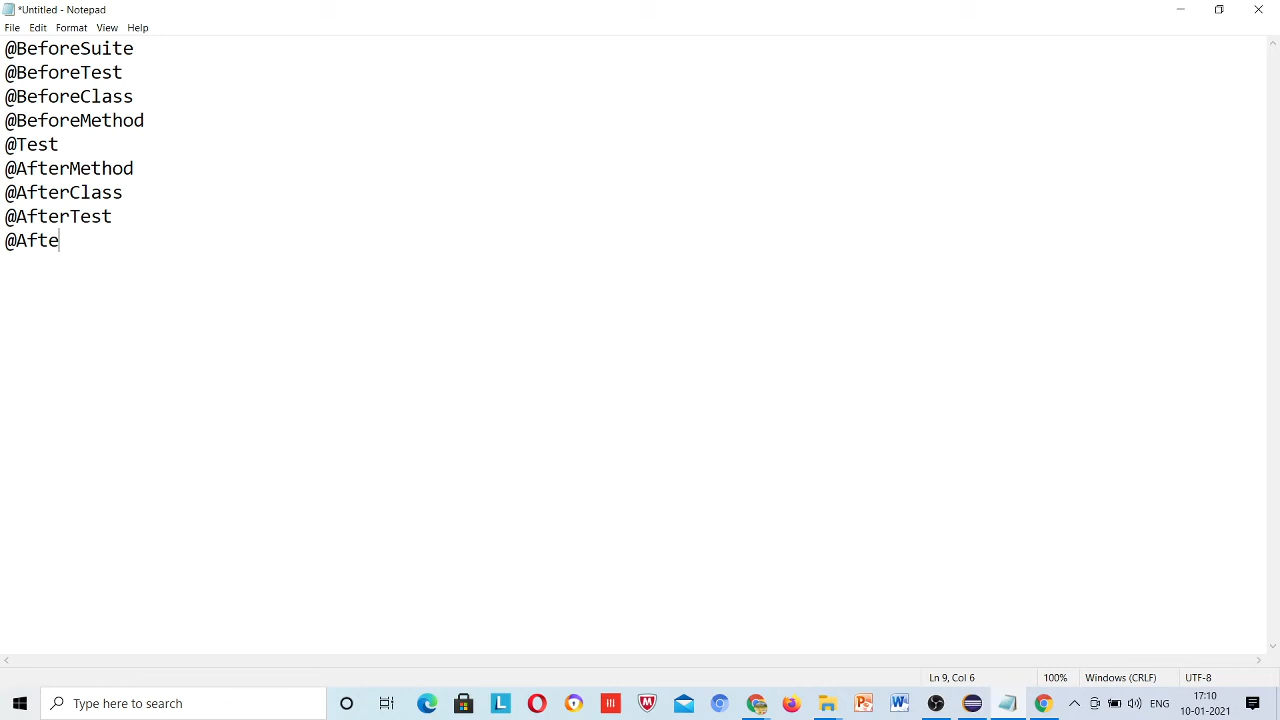 *Untitled - Notepad
File Edit Format View Help
@BeforeSuite
@BeforeTest
@BeforeClass
@BeforeMethod
@Test
@AfterMethod
@AfterClass
@AfterTest
@Afte
Ln 9, Col 6 100% Windows (CRLF) UTF-8
Type here to search
ENG
17:10
10-01-2021